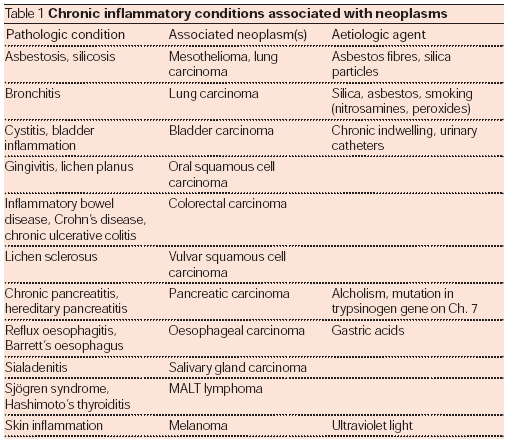 Table 1 Chronic inflammatory conditions associated with neoplasms
Pathologic condition Associated neoplasm(s) Aetiologic agent
Asbestosis, silicosis Mesothelioma, lung Asbestos fibres, silica
carcinoma particles
Bronchitis Lung carcinoma Silica, asbestos, smoking
(nitrosamines, peroxides)
Cystitis, bladder Bladder carcinoma Chronic indwelling, urinary
inflammation catheters
Gingivitis, lichen planus Oral squamous cell
carcinoma
Inflammatory bowel Colorectal carcinoma
disease, Crohn's disease,
chronic ulcerative colitis
Lichen sclerosus Vulvar squamous cell
carcinoma
Chronic pancreatitis, Pancreatic carcinoma Alcholism, mutation in
hereditary pancreatitis trypsinogen gene on Ch. 7
Reflux oesophagitis, Oesophageal carcinoma Gastric acids
Barrett's oesophagus
Sialadenitis Salivary gland carcinoma
Sjögren syndrome, MALT lymphoma
Hashimoto's thyroiditis
Skin inflammation Melanoma Ultraviolet light